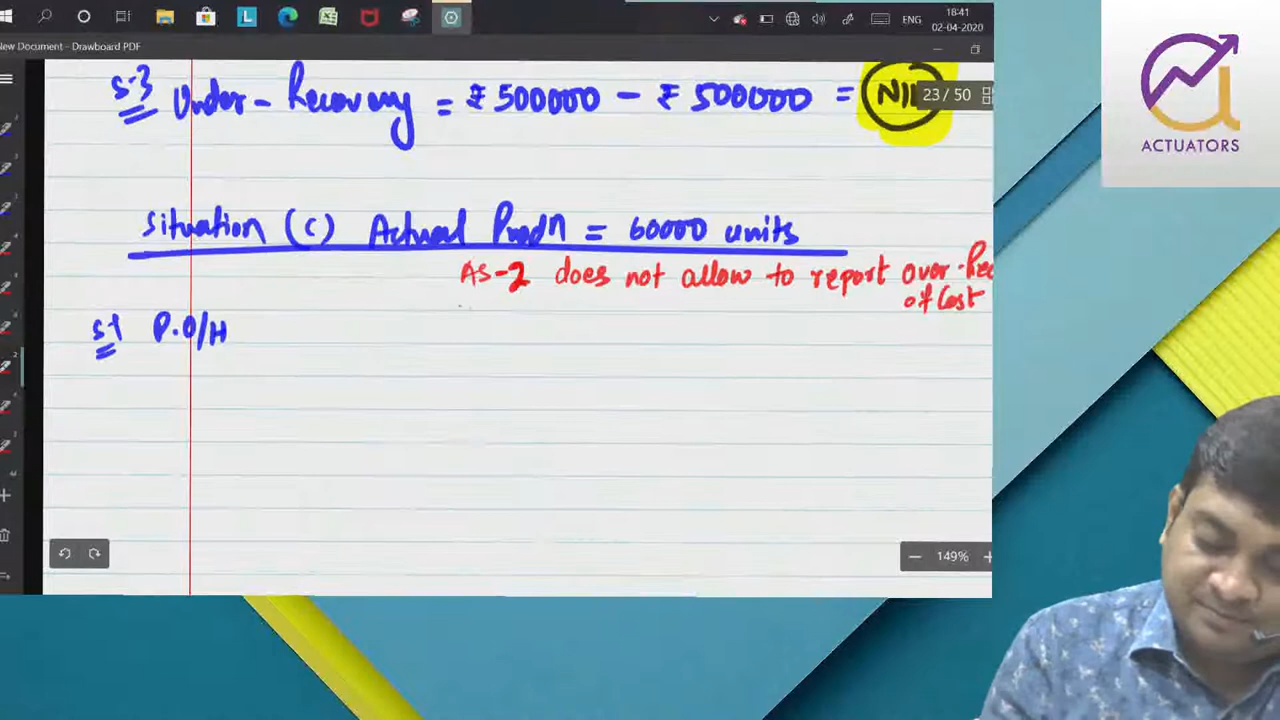 18:41
ENG
02-04-2020
New Document - Drawboard PDF
S-3 Under-Recovery = ₹500000 - ₹500000 = NIL
23 / 50
ACTUATORS
Situation (c) Actual Prodn = 60000 units
AS-2 does not allow to report over-Rec
of Cost
S-1 P.O/H
149%